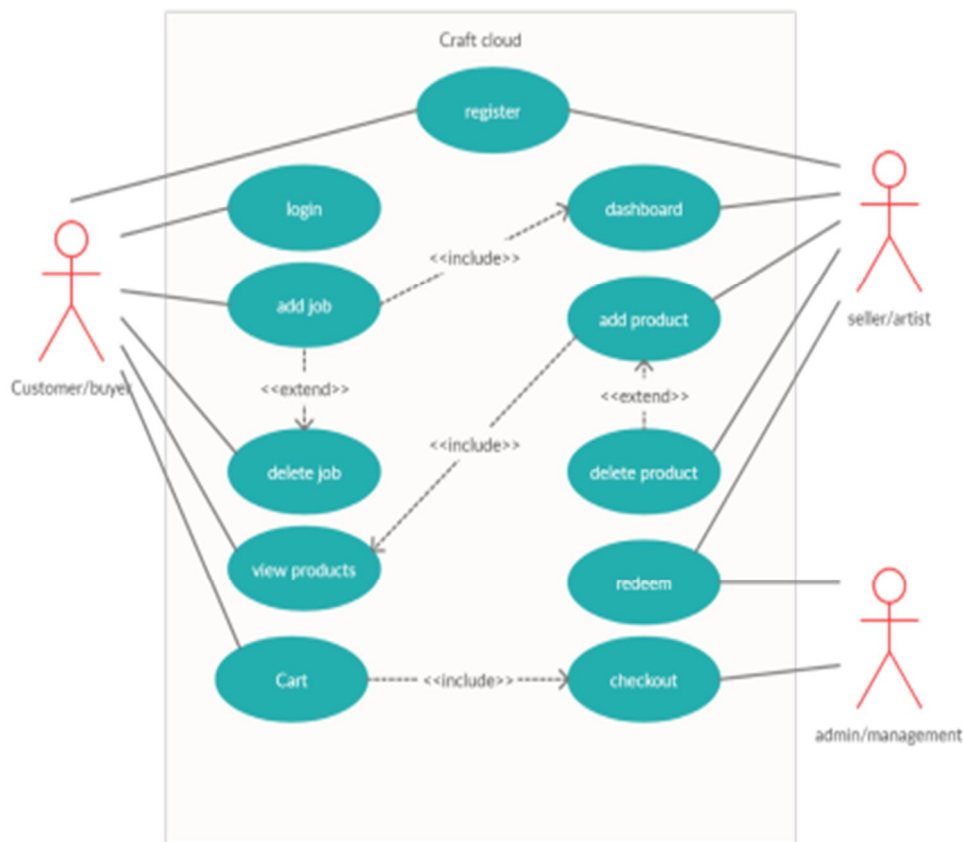 Craft cloud
register
login
dashboard
<<include>>
add job
add product
seller/artist
Customer/buyer
<<extend>>
<<extend>>
<<include>>
delete job
delete product
view products
redeem
Cart
<<include>>
checkout
admin/management